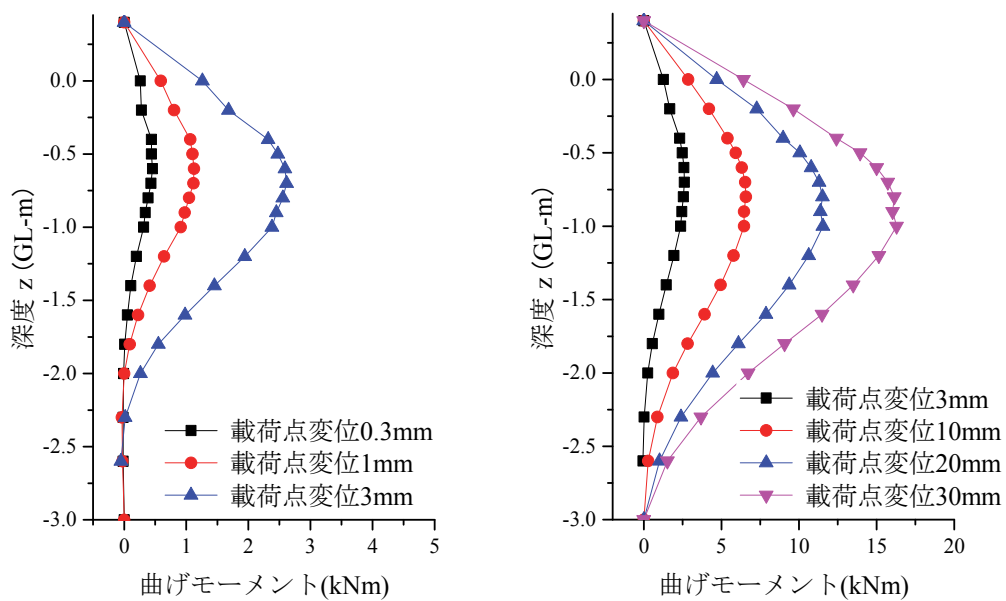 0.0
-0.5
-1.0
-1.5
-2.0
-2.5
-3.0
深度 z (GL-m)
載荷点変位0.3mm
載荷点変位1mm
載荷点変位3mm
0 1 2 3 4 5
曲げモーメント(kNm)
0.0
-0.5
-1.0
-1.5
-2.0
-2.5
-3.0
深度 z (GL-m)
載荷点変位3mm
載荷点変位10mm
載荷点変位20mm
載荷点変位30mm
0 5 10 15 20
曲げモーメント(kNm)